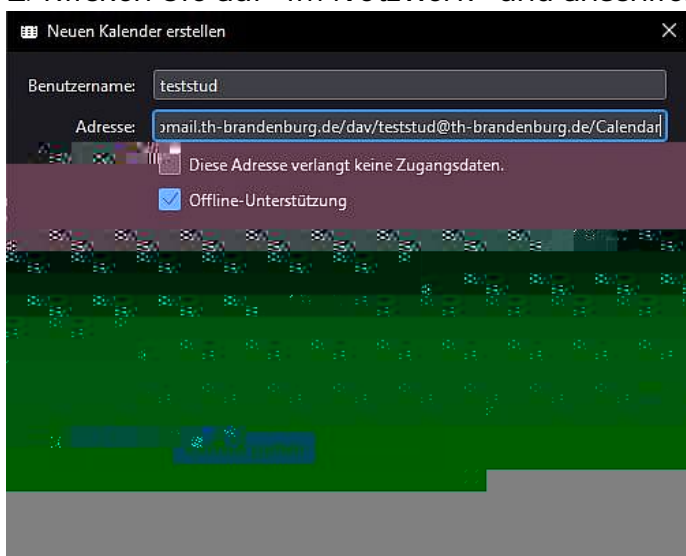 Neuen Kalender erstellen
Benutzername: teststud
Adresse: omail.th-brandenburg.de/dav/teststud@th-brandenburg.de/Calendar
Diese Adresse verlangt keine Zugangsdaten.
Offline-Unterstützung